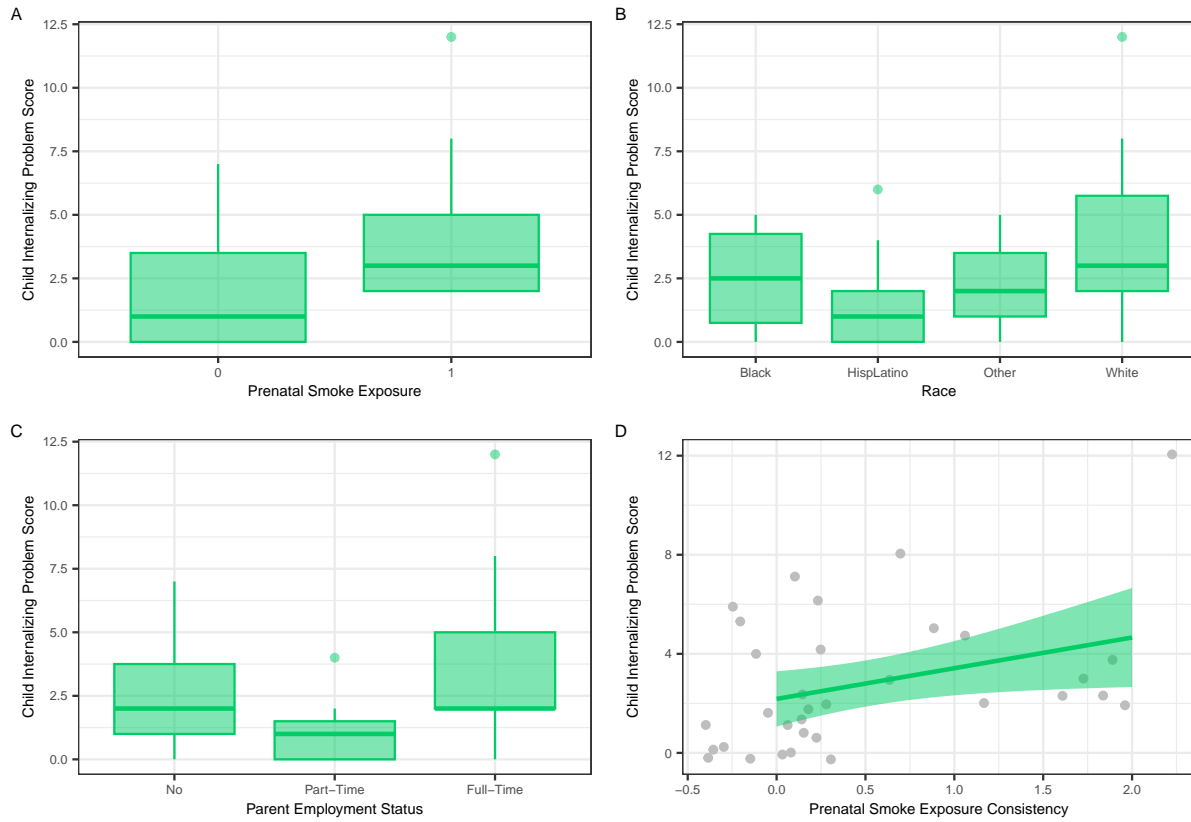 A
Child Internalizing Problem Score
12.5
10.0
7.5
5.0
2.5
0.0
0
1
Prenatal Smoke Exposure
B
Child Internalizing Problem Score
12.5
10.0
7.5
5.0
2.5
0.0
Black
HispLatino
Other
White
Race
C
Child Internalizing Problem Score
12.5
10.0
7.5
5.0
2.5
0.0
No
Part−Time
Full−Time
Parent Employment Status
D
Child Internalizing Problem Score
12
8
4
0
−0.5
0.0
0.5
1.0
1.5
2.0
Prenatal Smoke Exposure Consistency